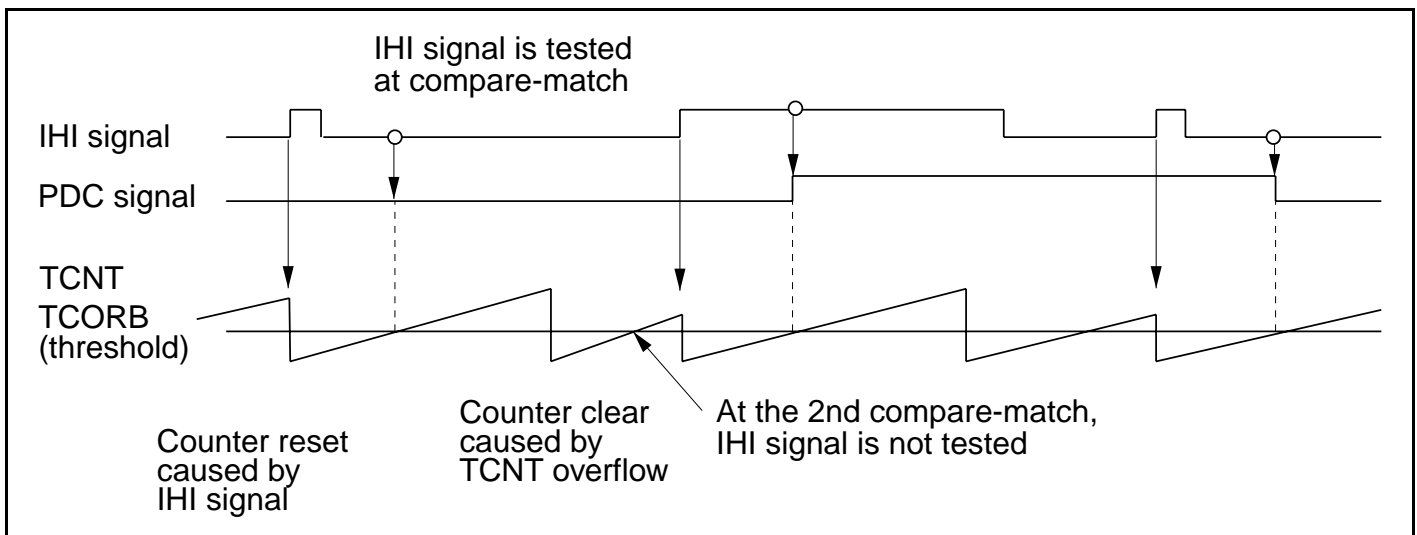 IHI signal is tested
at compare-match
IHI signal
PDC signal
TCNT
TCORB
(threshold)
Counter reset
caused by
IHI signal
Counter clear
caused by
TCNT overflow
At the 2nd compare-match,
IHI signal is not tested